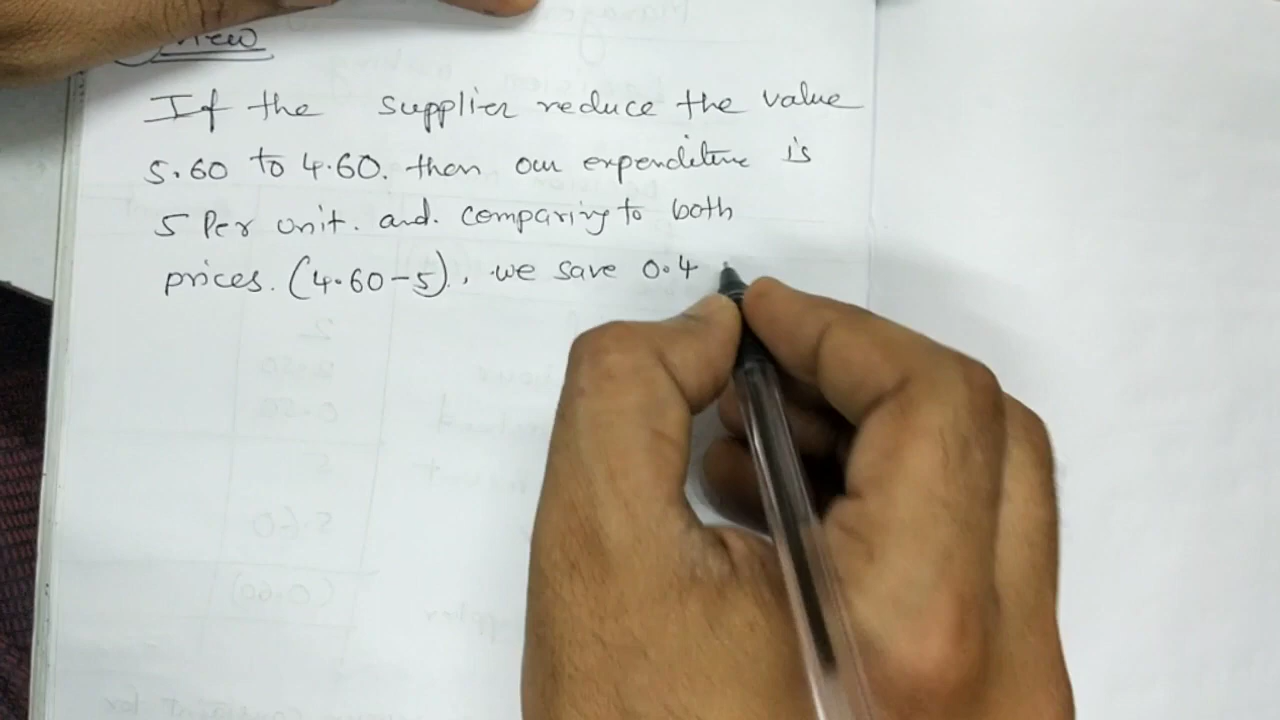 If the supplier reduce the value
5.60 to 4.60. then our expenditure is
5 Per unit. and. comparing to both
prices. (4.60-5)., we save 0.4